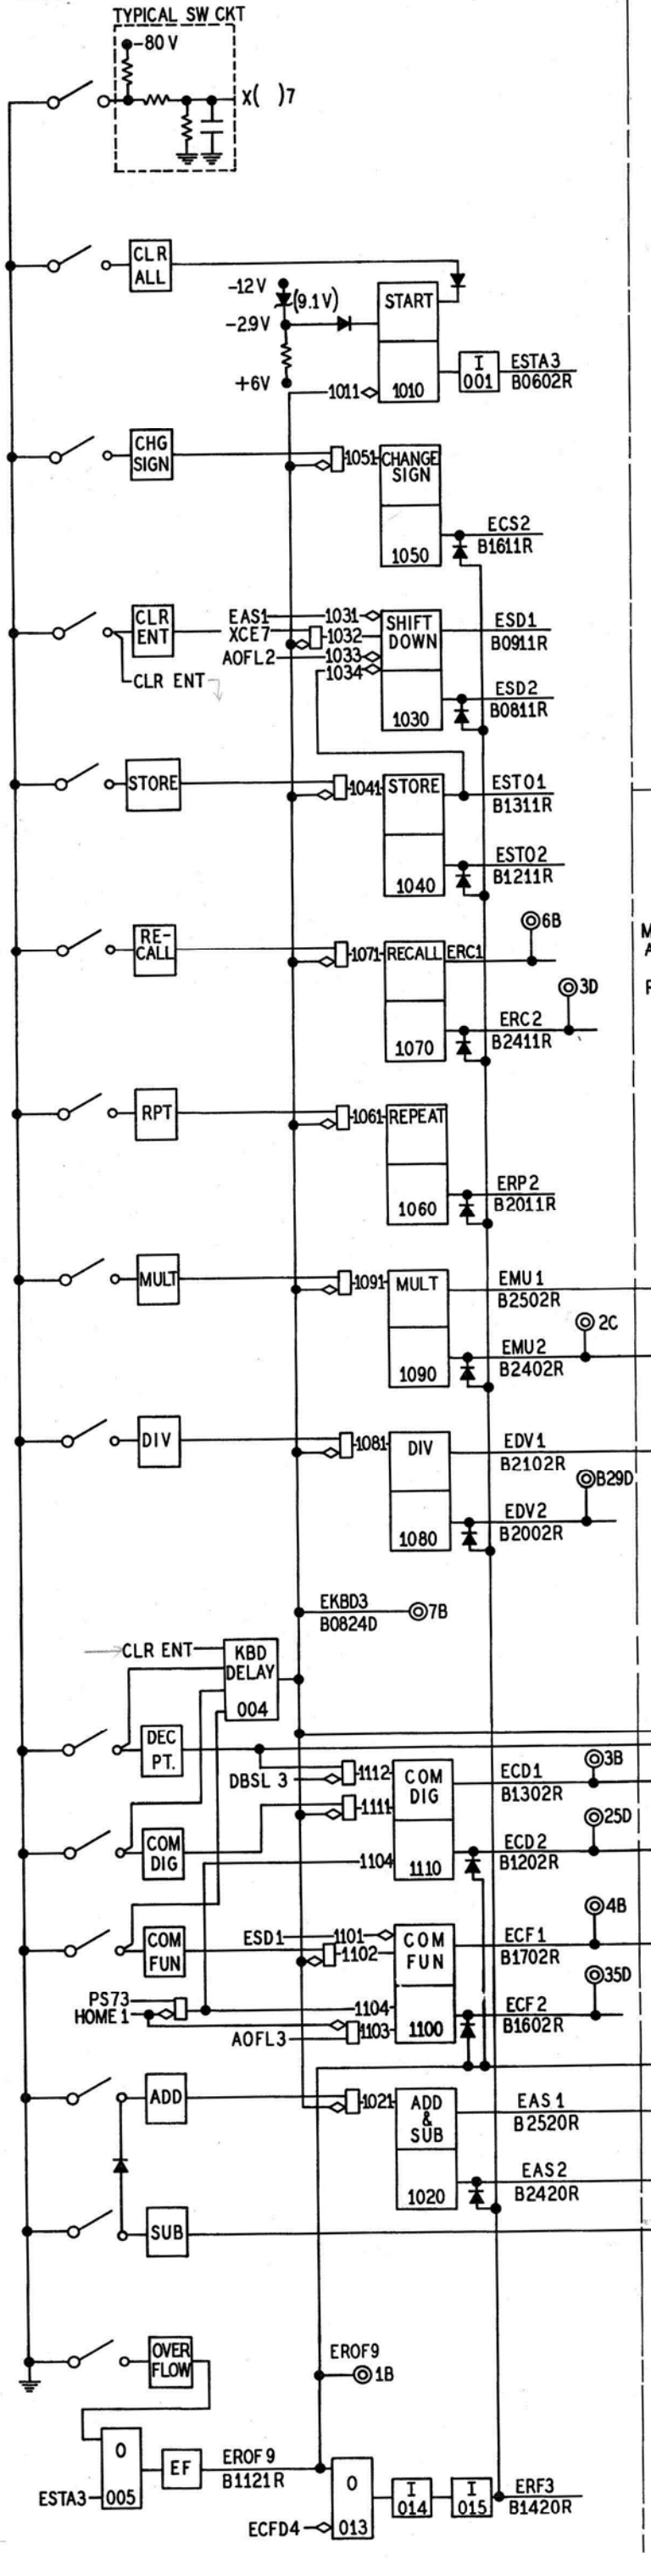 TYPICAL SW CKT
-80 V
X( )7
CLR
ALL
-12V
(9.1V)
-2.9V
+6V
START
1011
1010
I
001
ESTA3
B0602R
CHG
SIGN
1051
CHANGE
SIGN
1050
ECS2
B1611R
CLR
ENT
CLR ENT
EAS1
XCE7
AOFL2
1031
1032
1033
1034
SHIFT
DOWN
1030
ESD1
B0911R
ESD2
B0811R
STORE
1041
STORE
1040
ESTO1
B1311R
ESTO2
B1211R
RE-
CALL
1071
RECALL
1070
ERC1
6B
3D
ERC2
B2411R
M
A
F
RPT
1061
REPEAT
1060
ERP2
B2011R
MULT
1091
MULT
1090
EMU1
B2502R
2C
EMU2
B2402R
DIV
1081
DIV
1080
EDV1
B2102R
B29D
EDV2
B2002R
EKBD3
B0824D
7B
CLR ENT
KBD
DELAY
004
DEC
PT.
DBSL 3
1112
1111
1104
COM
DIG
1110
ECD1
B1302R
3B
25D
ECD2
B1202R
COM
DIG
COM
FUN
ESD1
1101
1102
1104
1103
PS73
HOME1
AOFL3
COM
FUN
1100
ECF1
B1702R
4B
35D
ECF2
B1602R
ADD
1021
ADD
&
SUB
1020
EAS1
B2520R
EAS2
B2420R
SUB
OVER
FLOW
EROF9
1B
O
005
ESTA3
EF
EROF9
B1121R
O
013
ECFD4
I
014
I
015
ERF3
B1420R